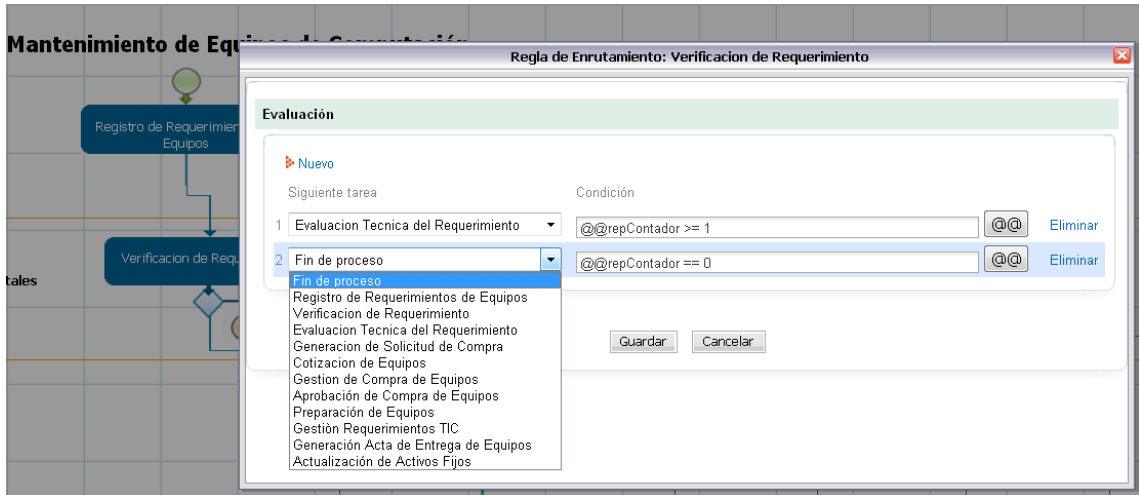 Mantenimiento de Equipos de Computación
Regla de Enrutamiento: Verificacion de Requerimiento
Registro de Requerimien
Equipos
Evaluación
Nuevo
Siguiente tarea Condición
1 Evaluacion Tecnica del Requerimiento @@repContador >= 1 @@ Eliminar
Verificacion de Requ
2 Fin de proceso @@repContador == 0 @@ Eliminar
tales
Fin de proceso
Registro de Requerimientos de Equipos
Verificacion de Requerimiento
Evaluacion Tecnica del Requerimiento
Generacion de Solicitud de Compra
Cotizacion de Equipos
Gestion de Compra de Equipos
Aprobación de Compra de Equipos
Preparación de Equipos
Gestiòn Requerimientos TIC
Generación Acta de Entrega de Equipos
Actualización de Activos Fijos
Guardar Cancelar